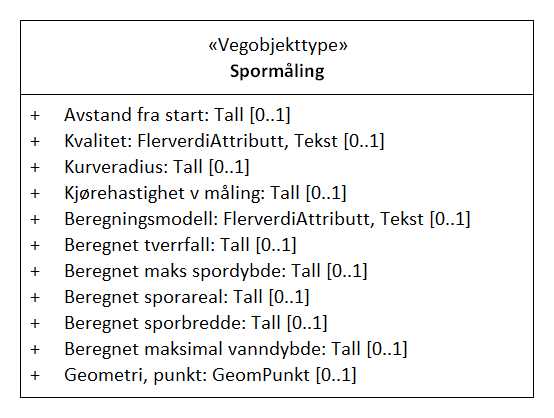 «Vegobjekttype»
Spormåling
+ Avstand fra start: Tall [0..1]
+ Kvalitet: FlerverdiAttributt, Tekst [0..1]
+ Kurveradius: Tall [0..1]
+ Kjørehastighet v måling: Tall [0..1]
+ Beregningsmodell: FlerverdiAttributt, Tekst [0..1]
+ Beregnet tverrfall: Tall [0..1]
+ Beregnet maks spordybde: Tall [0..1]
+ Beregnet sporareal: Tall [0..1]
+ Beregnet sporbredde: Tall [0..1]
+ Beregnet maksimal vanndybde: Tall [0..1]
+ Geometri, punkt: GeomPunkt [0..1]